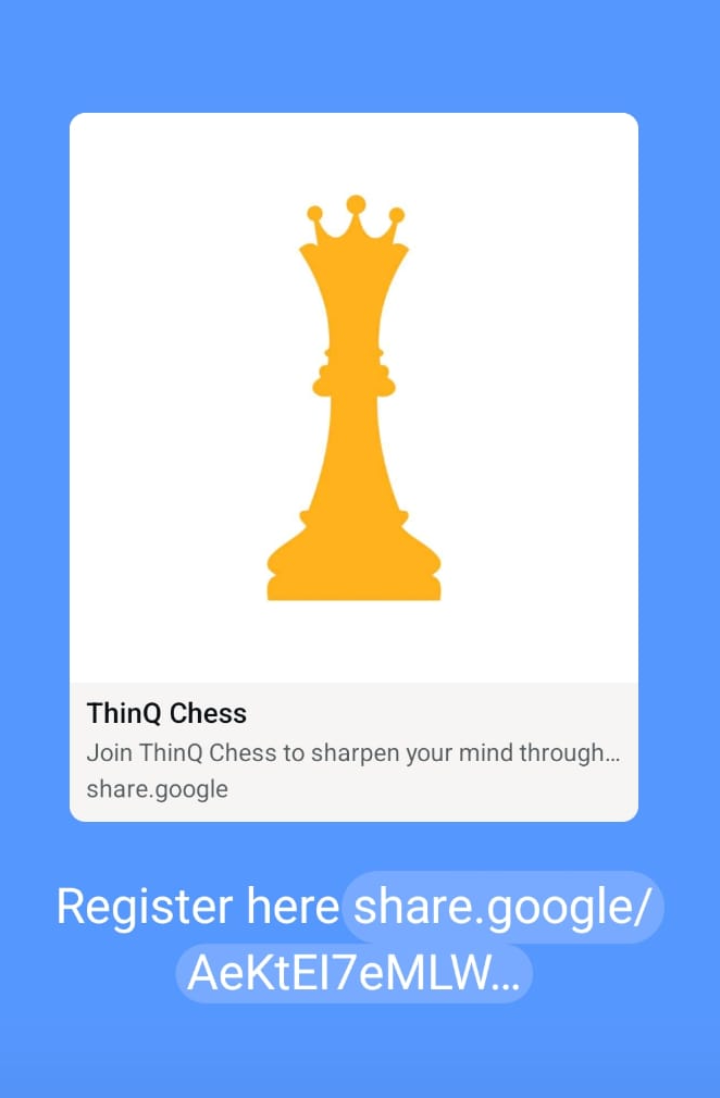 ThinQ Chess
Join ThinQ Chess to sharpen your mind through...
share.google
Register here share.google/
AeKtEI7eMLW...